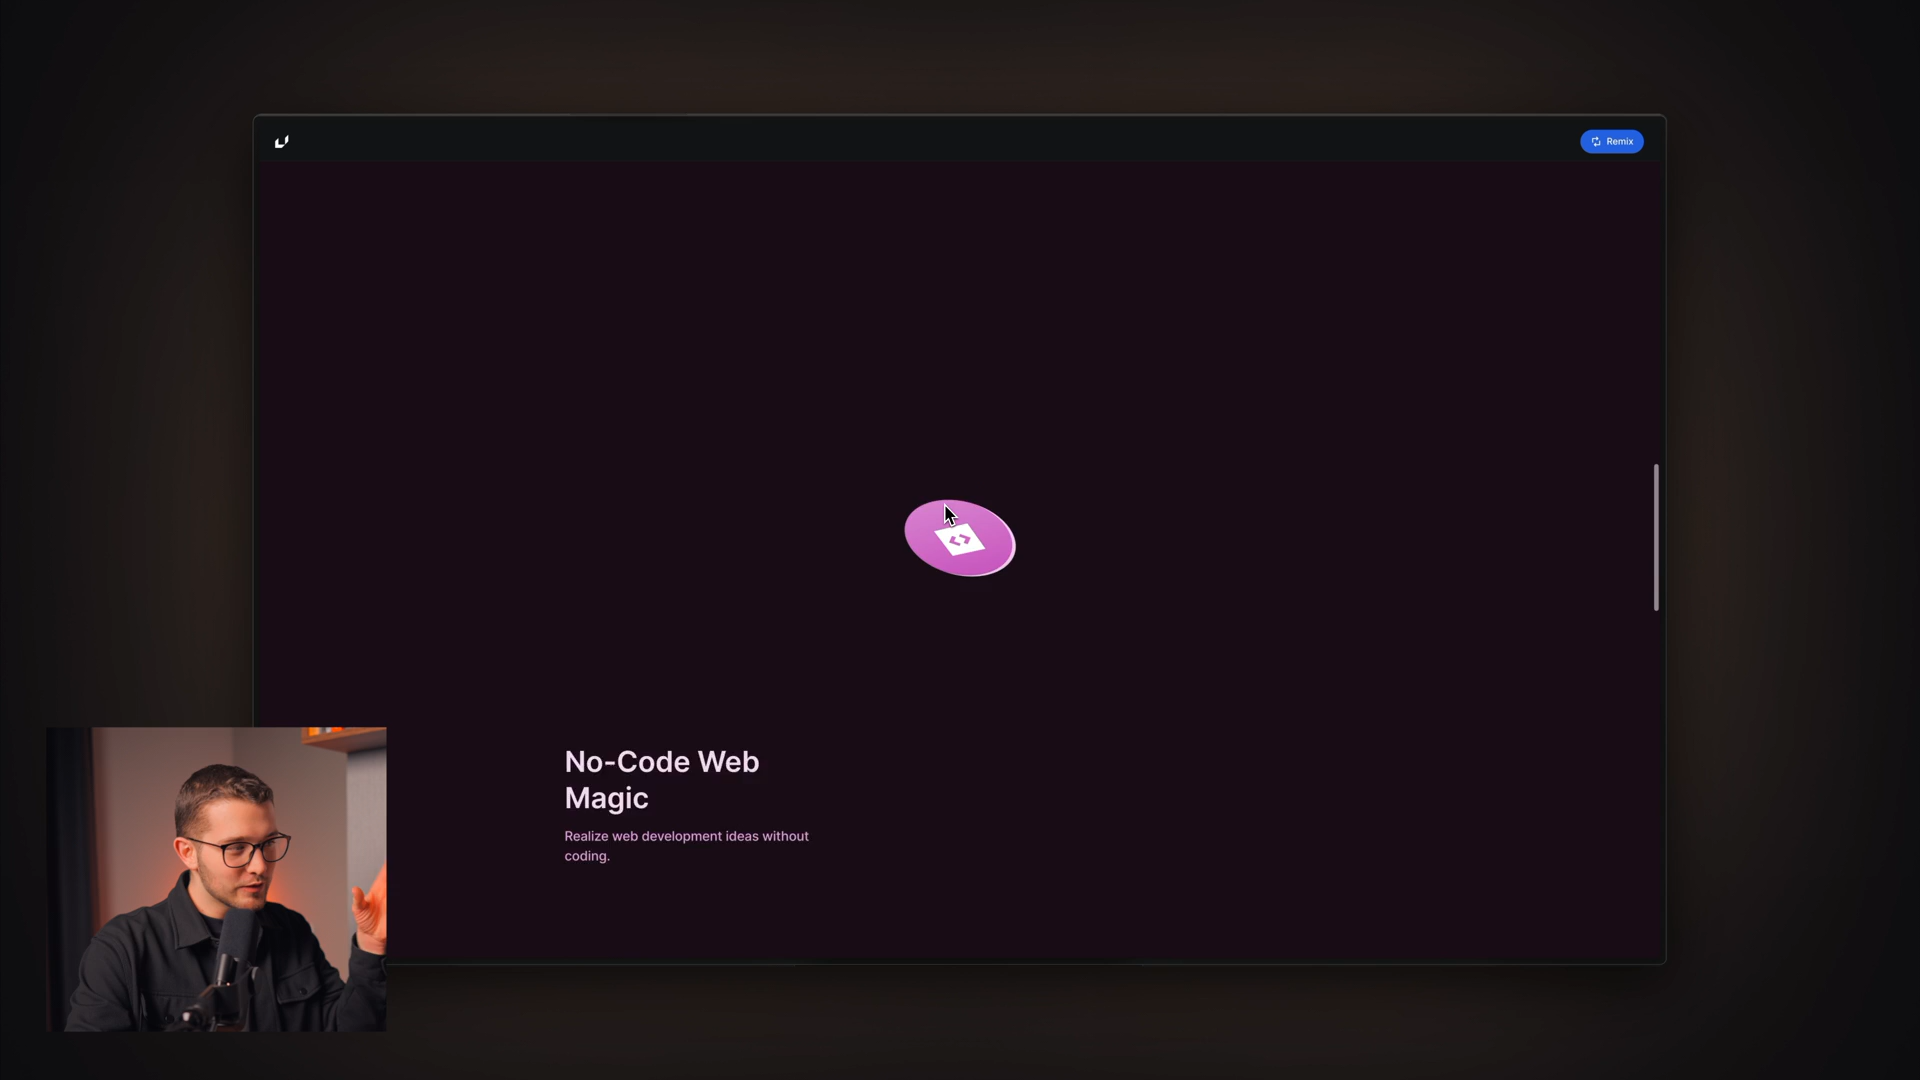 Remix
No-Code Web
Magic
Realize web development ideas without
coding.